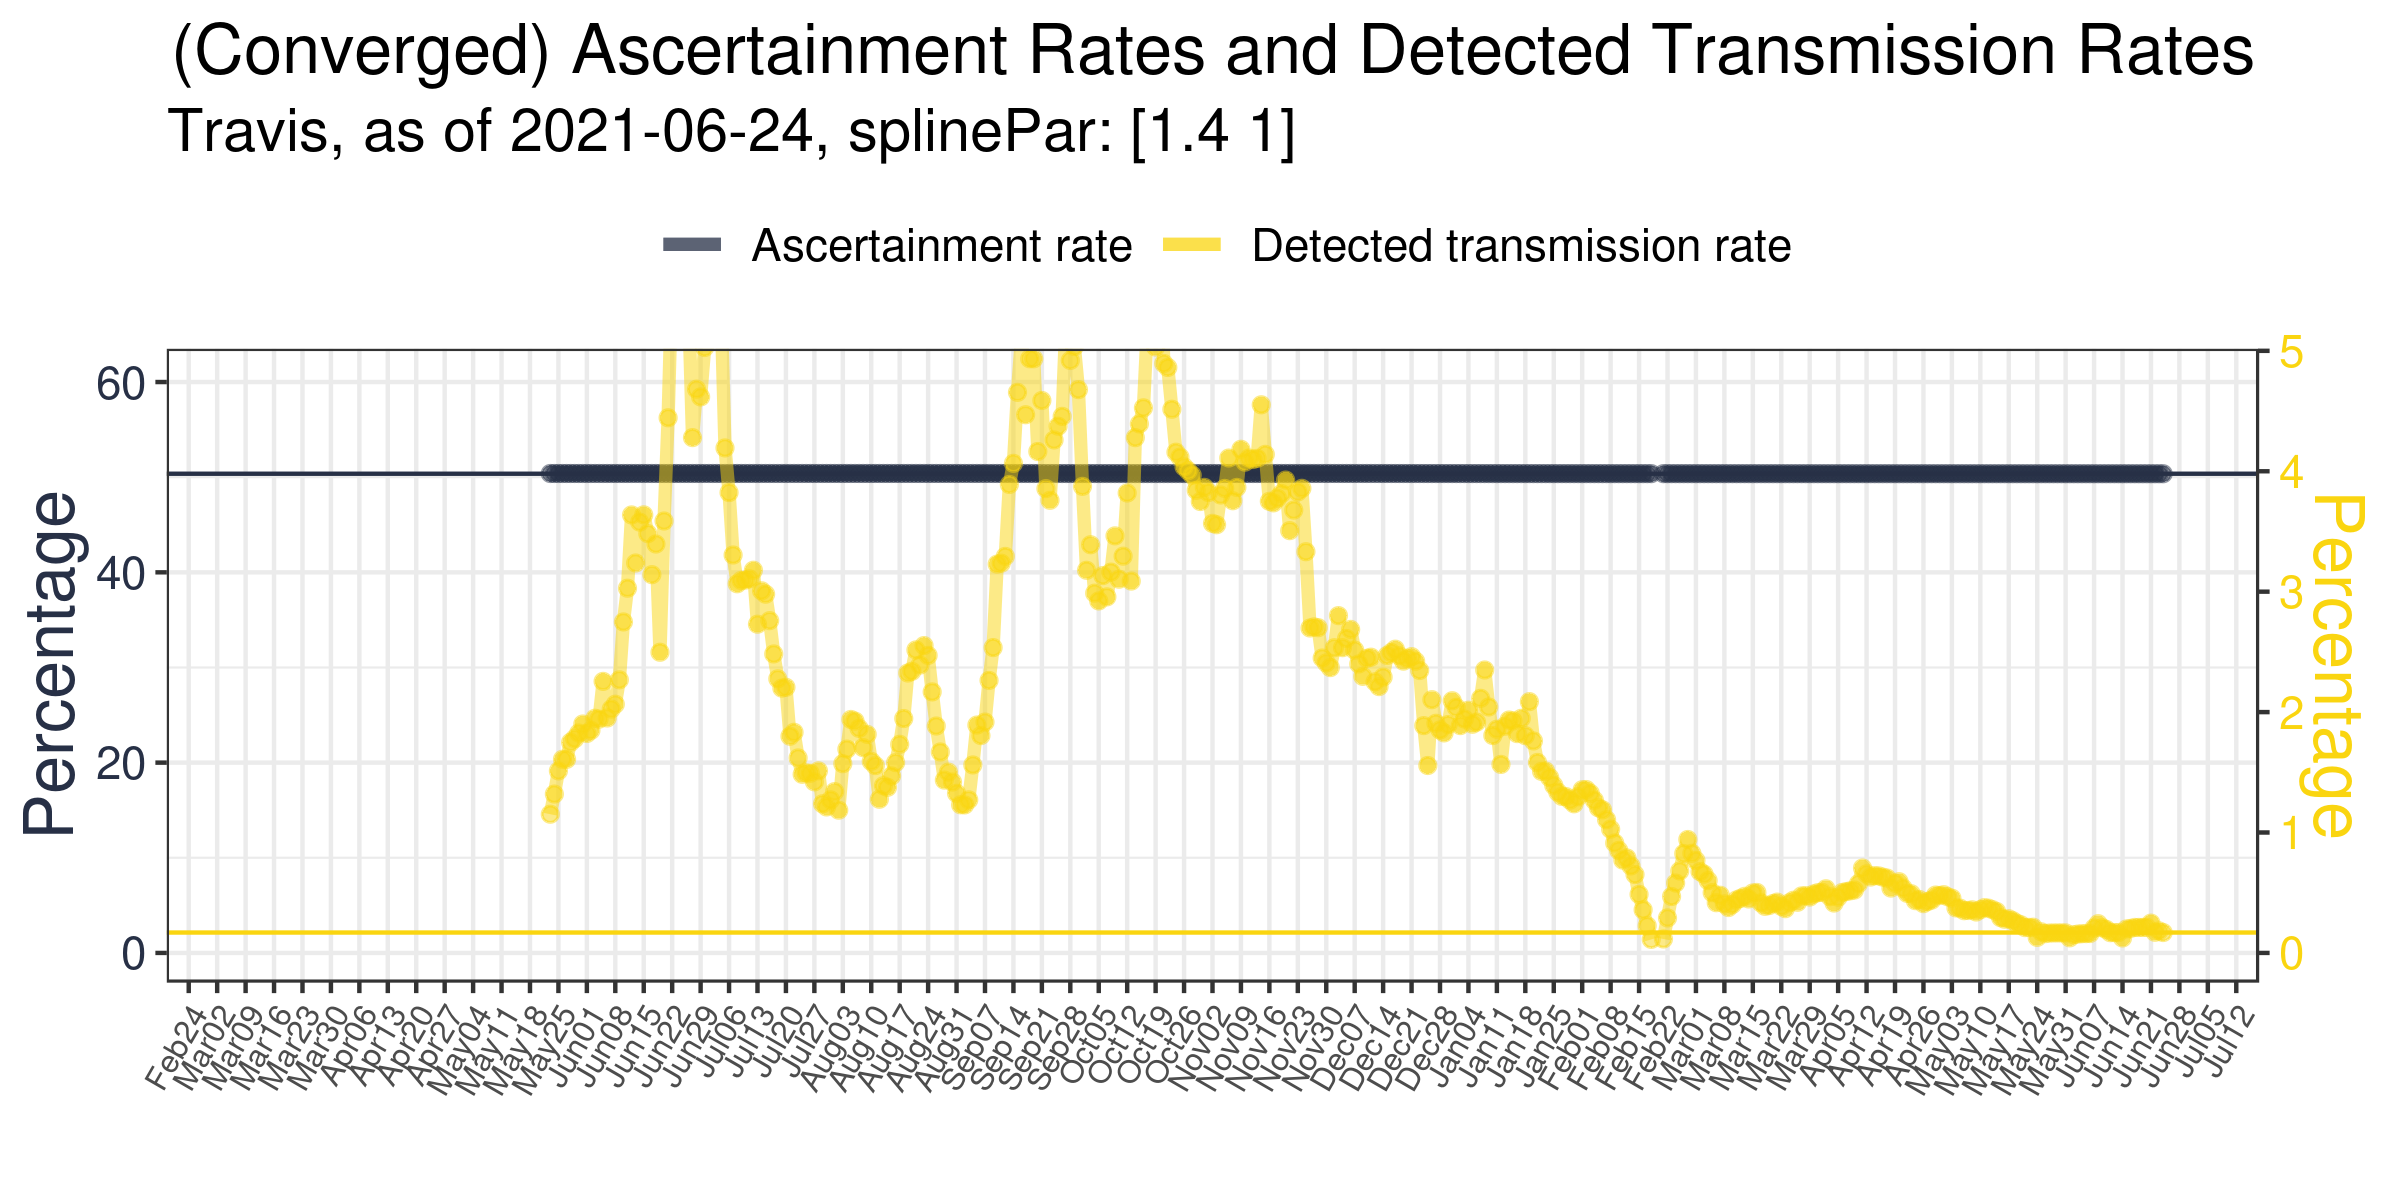 (Converged) Ascertainment Rates and Detected Transmission Rates
Travis, as of 2021-06-24, splinePar: [1.4 1]
Ascertainment rate
Detected transmission rate
Percentage
60
40
20
0
5
4
3
2
1
0
Percentage
Feb24
Mar02
Mar09
Mar16
Mar23
Mar30
Apr06
Apr13
Apr20
Apr27
May04
May11
May18
May25
Jun01
Jun08
Jun15
Jun22
Jun29
Jul06
Jul13
Jul20
Jul27
Aug03
Aug10
Aug17
Aug24
Aug31
Sep07
Sep14
Sep21
Sep28
Oct05
Oct12
Oct19
Oct26
Nov02
Nov09
Nov16
Nov23
Nov30
Dec07
Dec14
Dec21
Dec28
Jan04
Jan11
Jan18
Jan25
Feb01
Feb08
Feb15
Feb22
Mar01
Mar08
Mar15
Mar22
Mar29
Apr05
Apr12
Apr19
Apr26
May03
May10
May17
May24
May31
Jun07
Jun14
Jun21
Jun28
Jul05
Jul12